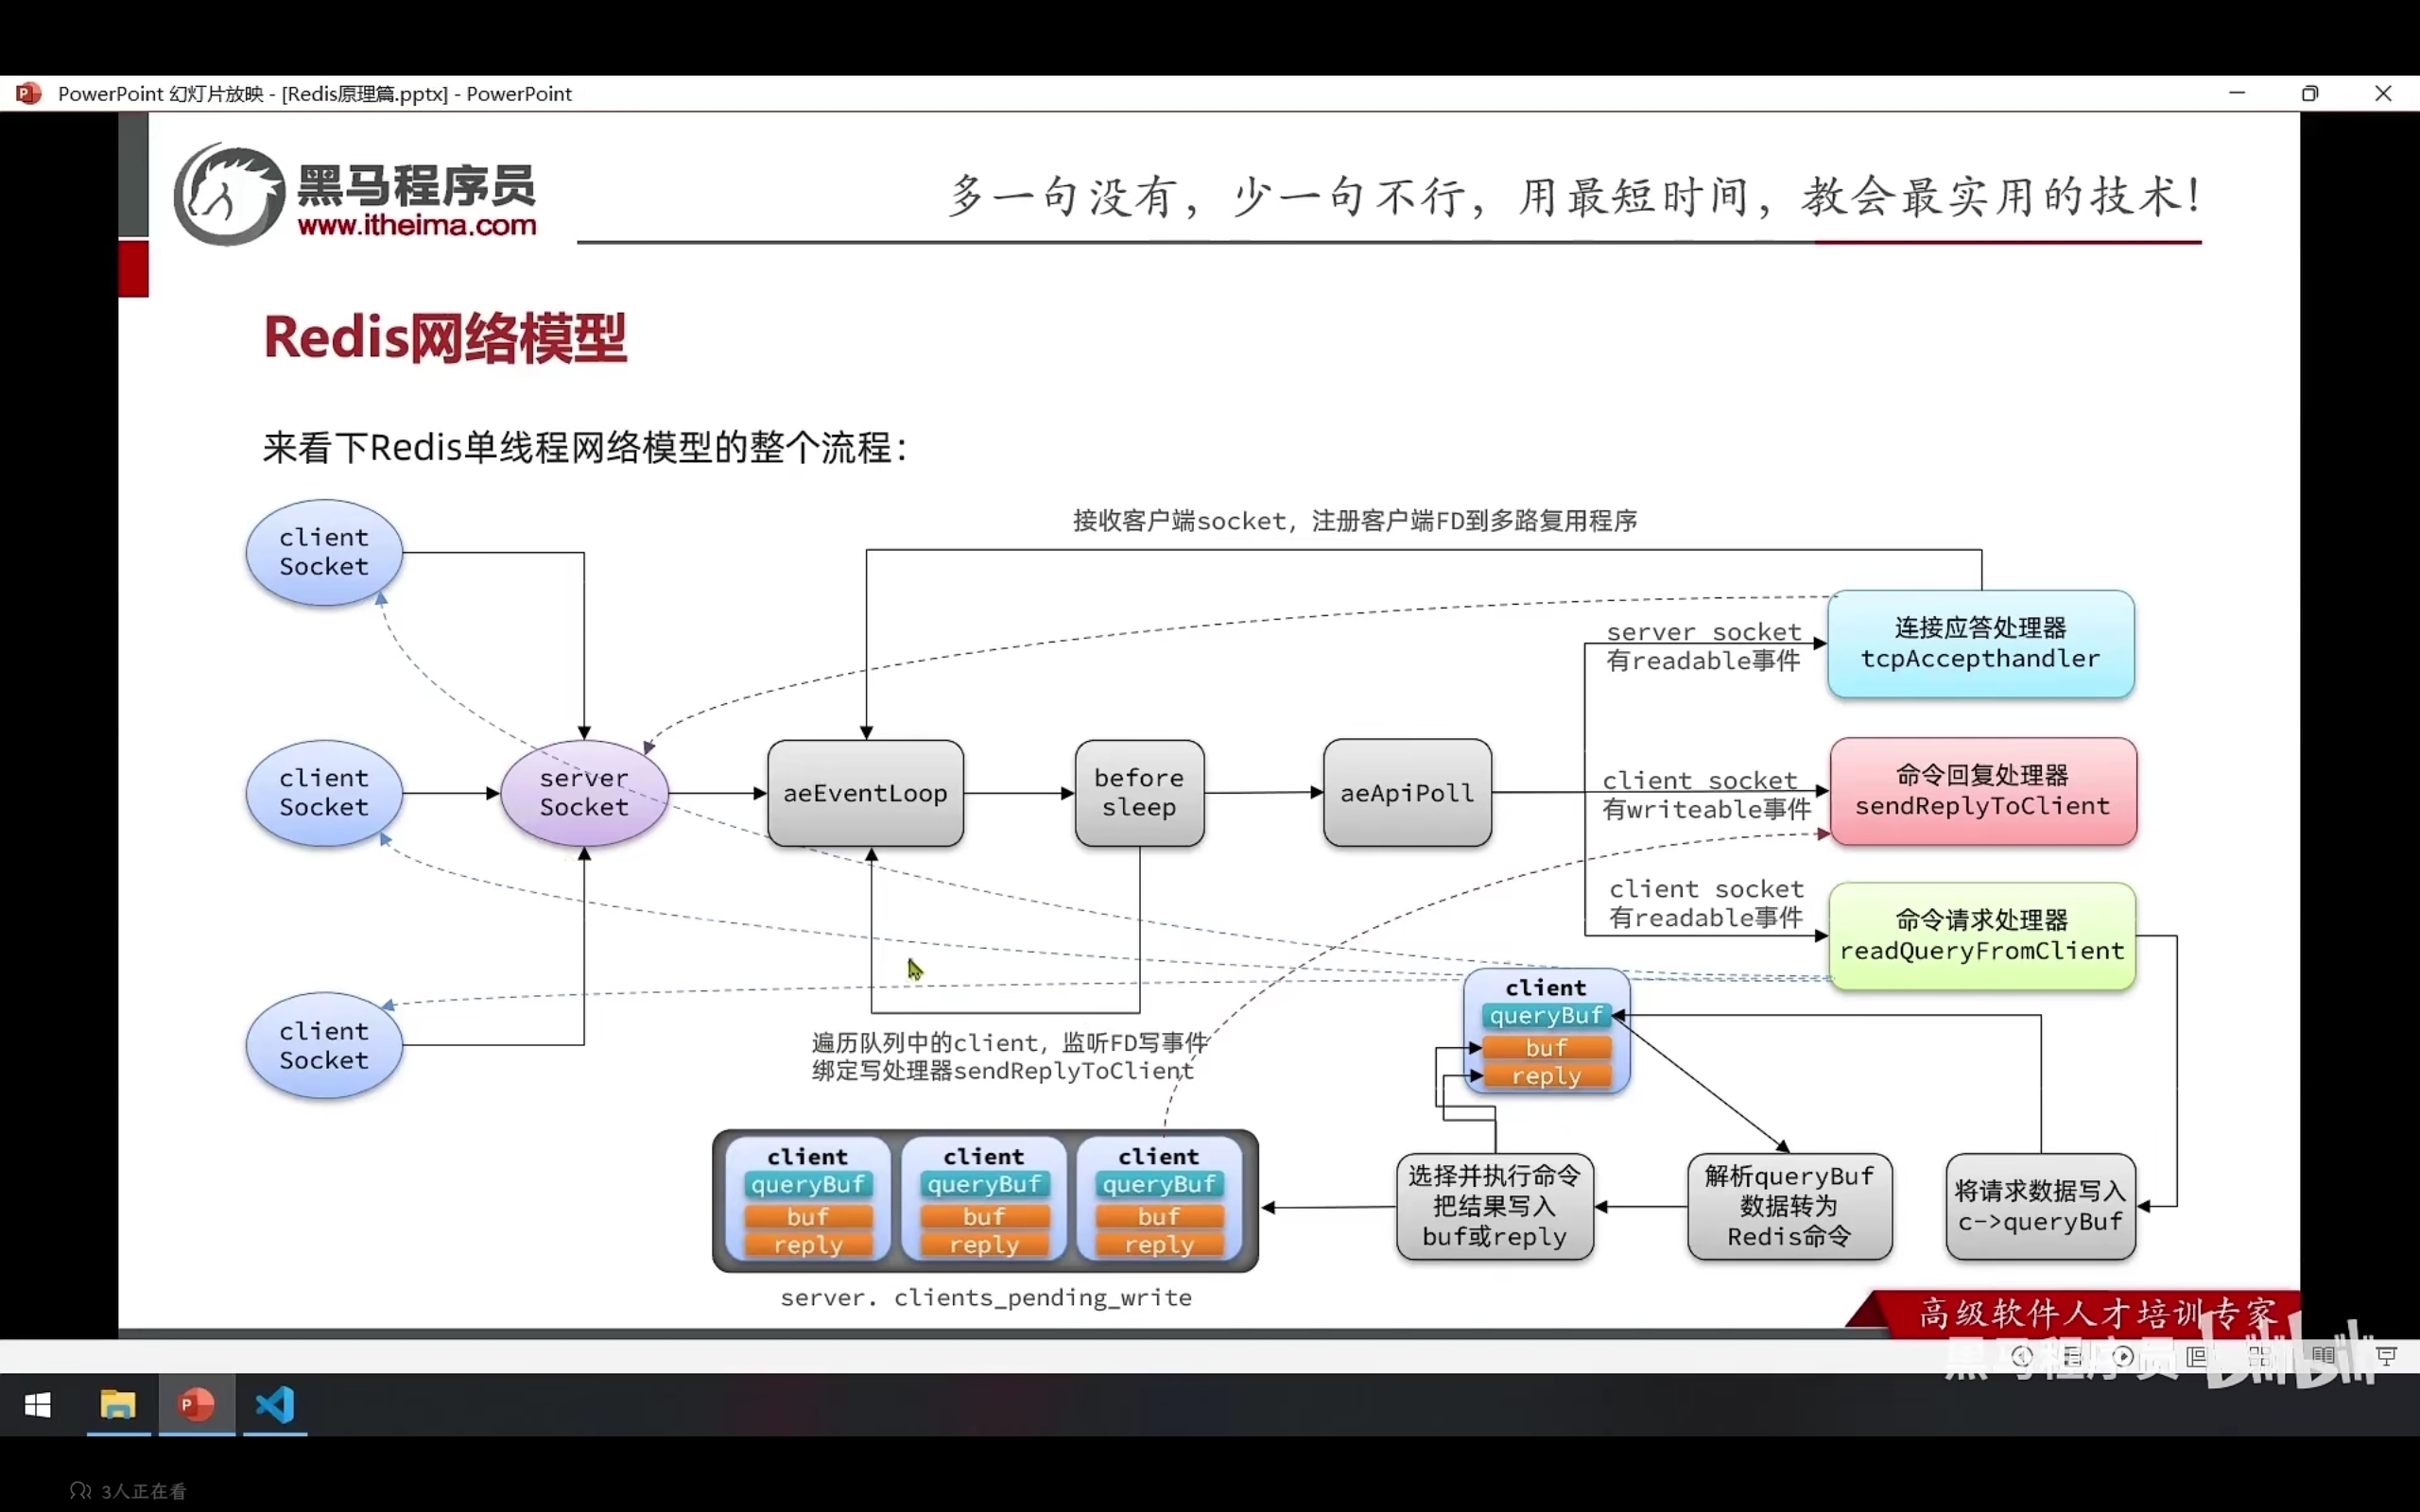 PowerPoint 幻灯片放映 - [Redis原理篇.pptx] - PowerPoint
黑马程序员
www.itheima.com
多一句没有，少一句不行，用最短时间，教会最实用的技术！
Redis网络模型
来看下Redis单线程网络模型的整个流程：
接收客户端socket，注册客户端FD到多路复用程序
client
Socket
client
Socket
client
Socket
server
Socket
aeEventLoop
before
sleep
aeApiPoll
server socket
有readable事件
连接应答处理器
tcpAccepthandler
client socket
有writeable事件
命令回复处理器
sendReplyToClient
client socket
有readable事件
命令请求处理器
readQueryFromClient
遍历队列中的client，监听FD写事件
绑定写处理器sendReplyToClient
client
queryBuf
buf
reply
client
queryBuf
buf
reply
client
queryBuf
buf
reply
client
queryBuf
buf
reply
选择并执行命令
把结果写入
buf或reply
解析queryBuf
数据转为
Redis命令
将请求数据写入
c->queryBuf
server. clients_pending_write
高级软件人才培训专家
黑马程序员 bilibili
3人正在看